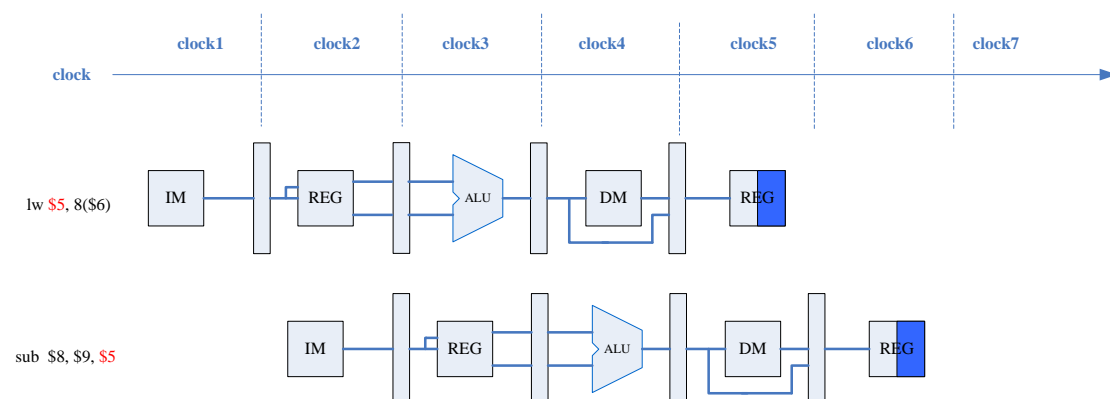 clock1 clock2 clock3 clock4 clock5 clock6 clock7
clock
lw $5, 8($6) IM REG ALU DM REG
sub $8, $9, $5 IM REG ALU DM REG